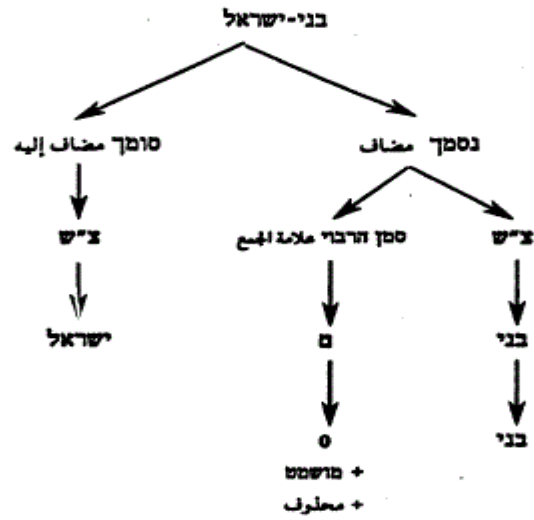 בני-ישראל
נסמך مضاف
סומך مضاف إليه
צ״ש
סמן הרבוי علامة الجمع
צ״ש
בני
ם
ישראל
בני
0
+ מושמט
+ محذوف